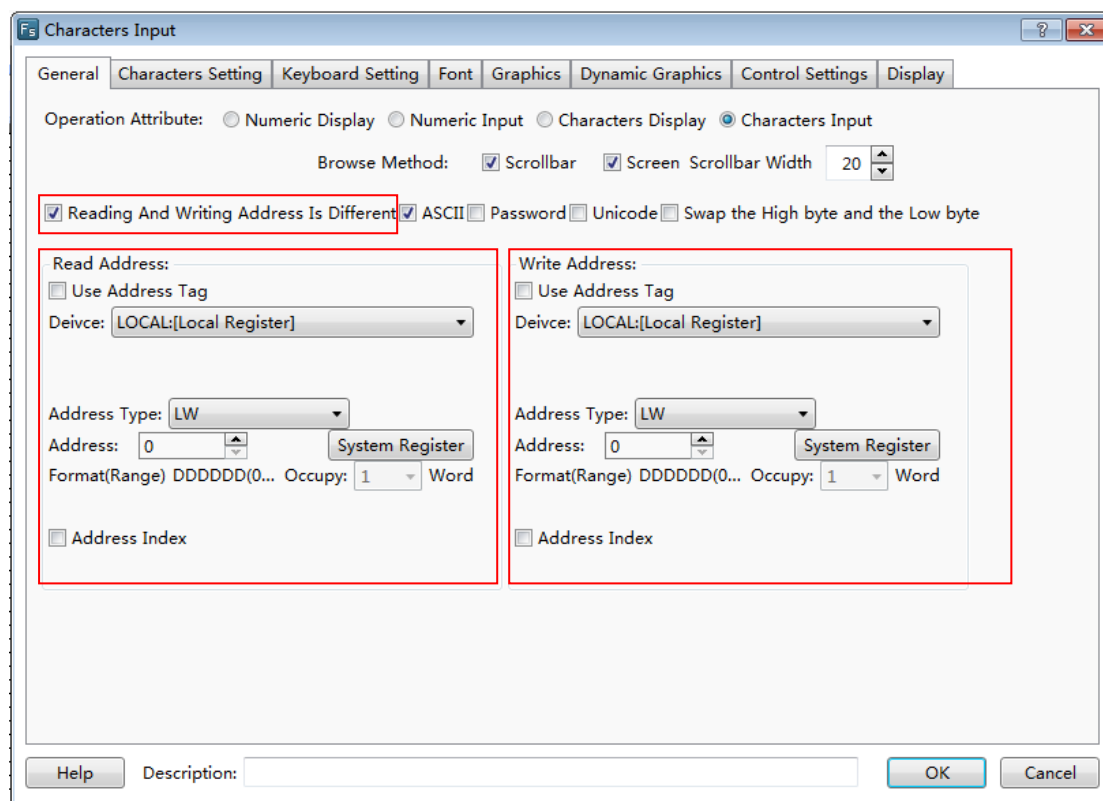 Fs Characters Input
General Characters Setting Keyboard Setting Font Graphics Dynamic Graphics Control Settings Display
Operation Attribute: Numeric Display Numeric Input Characters Display Characters Input
Browse Method: Scrollbar Screen Scrollbar Width 20
Reading And Writing Address Is Different ASCII Password Unicode Swap the High byte and the Low byte
Read Address:
Use Address Tag
Deivce: LOCAL:[Local Register]
Address Type: LW
Address: 0 System Register
Format(Range) DDDDDD(0... Occupy: 1 Word
Address Index
Write Address:
Use Address Tag
Deivce: LOCAL:[Local Register]
Address Type: LW
Address: 0 System Register
Format(Range) DDDDDD(0... Occupy: 1 Word
Address Index
Help Description: OK Cancel